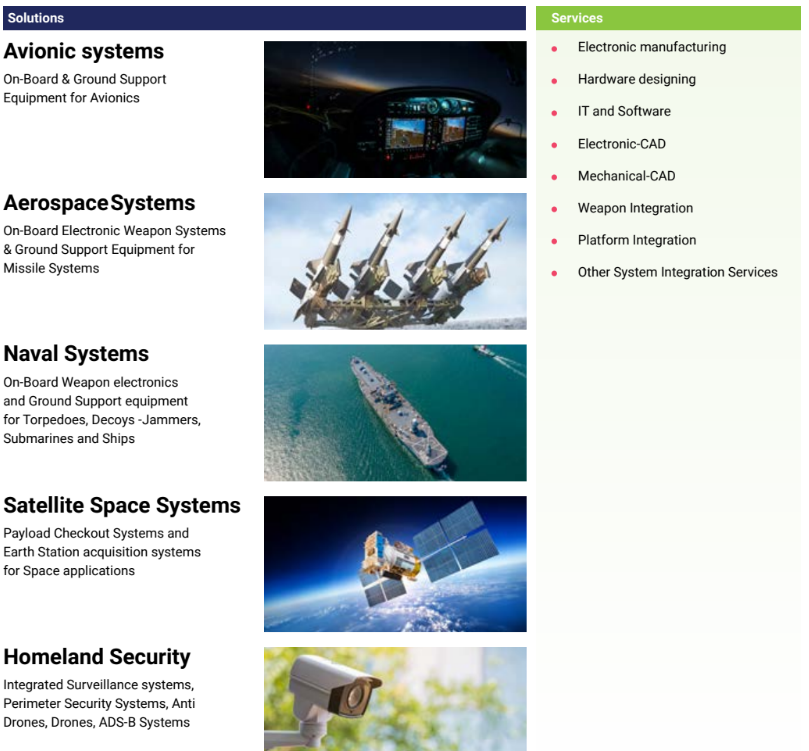 Solutions
Avionic systems
On-Board & Ground Support
Equipment for Avionics
Aerospace Systems
On-Board Electronic Weapon Systems
& Ground Support Equipment for
Missile Systems
Naval Systems
On-Board Weapon electronics
and Ground Support equipment
for Torpedoes, Decoys -Jammers,
Submarines and Ships
Satellite Space Systems
Payload Checkout Systems and
Earth Station acquisition systems
for Space applications
Homeland Security
Integrated Surveillance systems,
Perimeter Security Systems, Anti
Drones, Drones, ADS-B Systems
Services
Electronic manufacturing
Hardware designing
IT and Software
Electronic-CAD
Mechanical-CAD
Weapon Integration
Platform Integration
Other System Integration Services